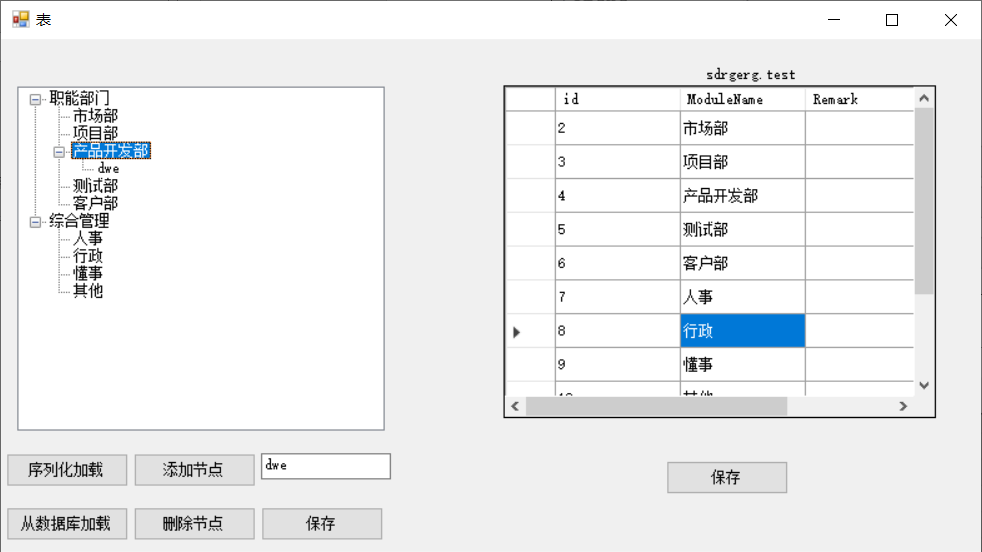 表
职能部门
市场部
项目部
产品开发部
dwe
测试部
客户部
综合管理
人事
行政
懂事
其他
sdrgerg.test
id ModuleName Remark
2 市场部
3 项目部
4 产品开发部
5 测试部
6 客户部
7 人事
8 行政
9 懂事
10 其他
序列化加载 添加节点 dwe
保存
从数据库加载 删除节点 保存